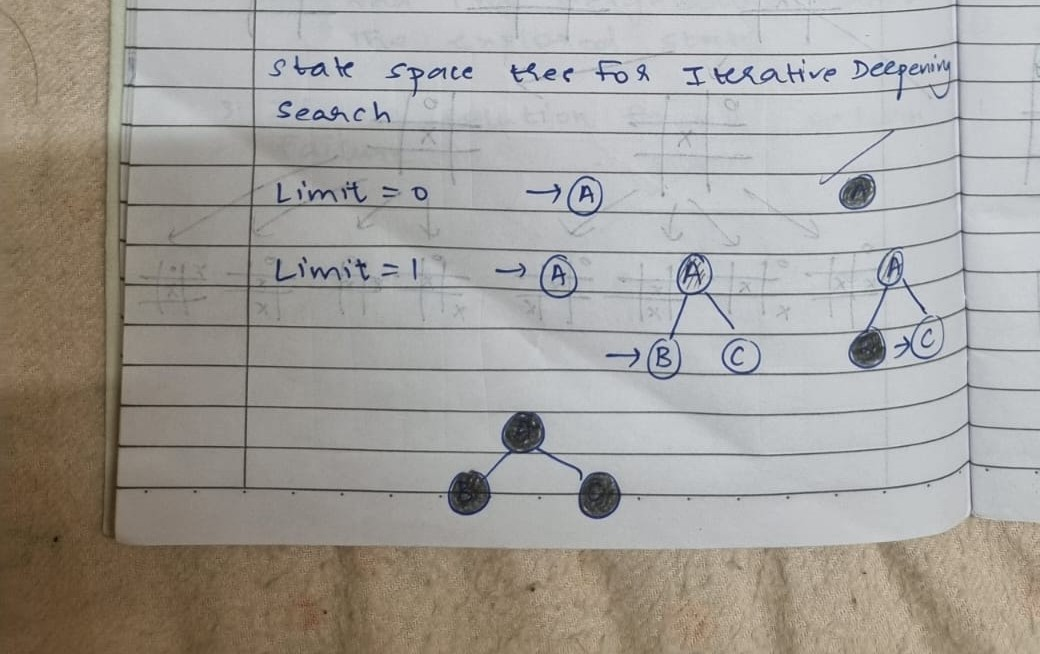 State space tree for Iterative Deepening
Search
Limit = 0 → A A
Limit = 1 → A A A
→ B C → C